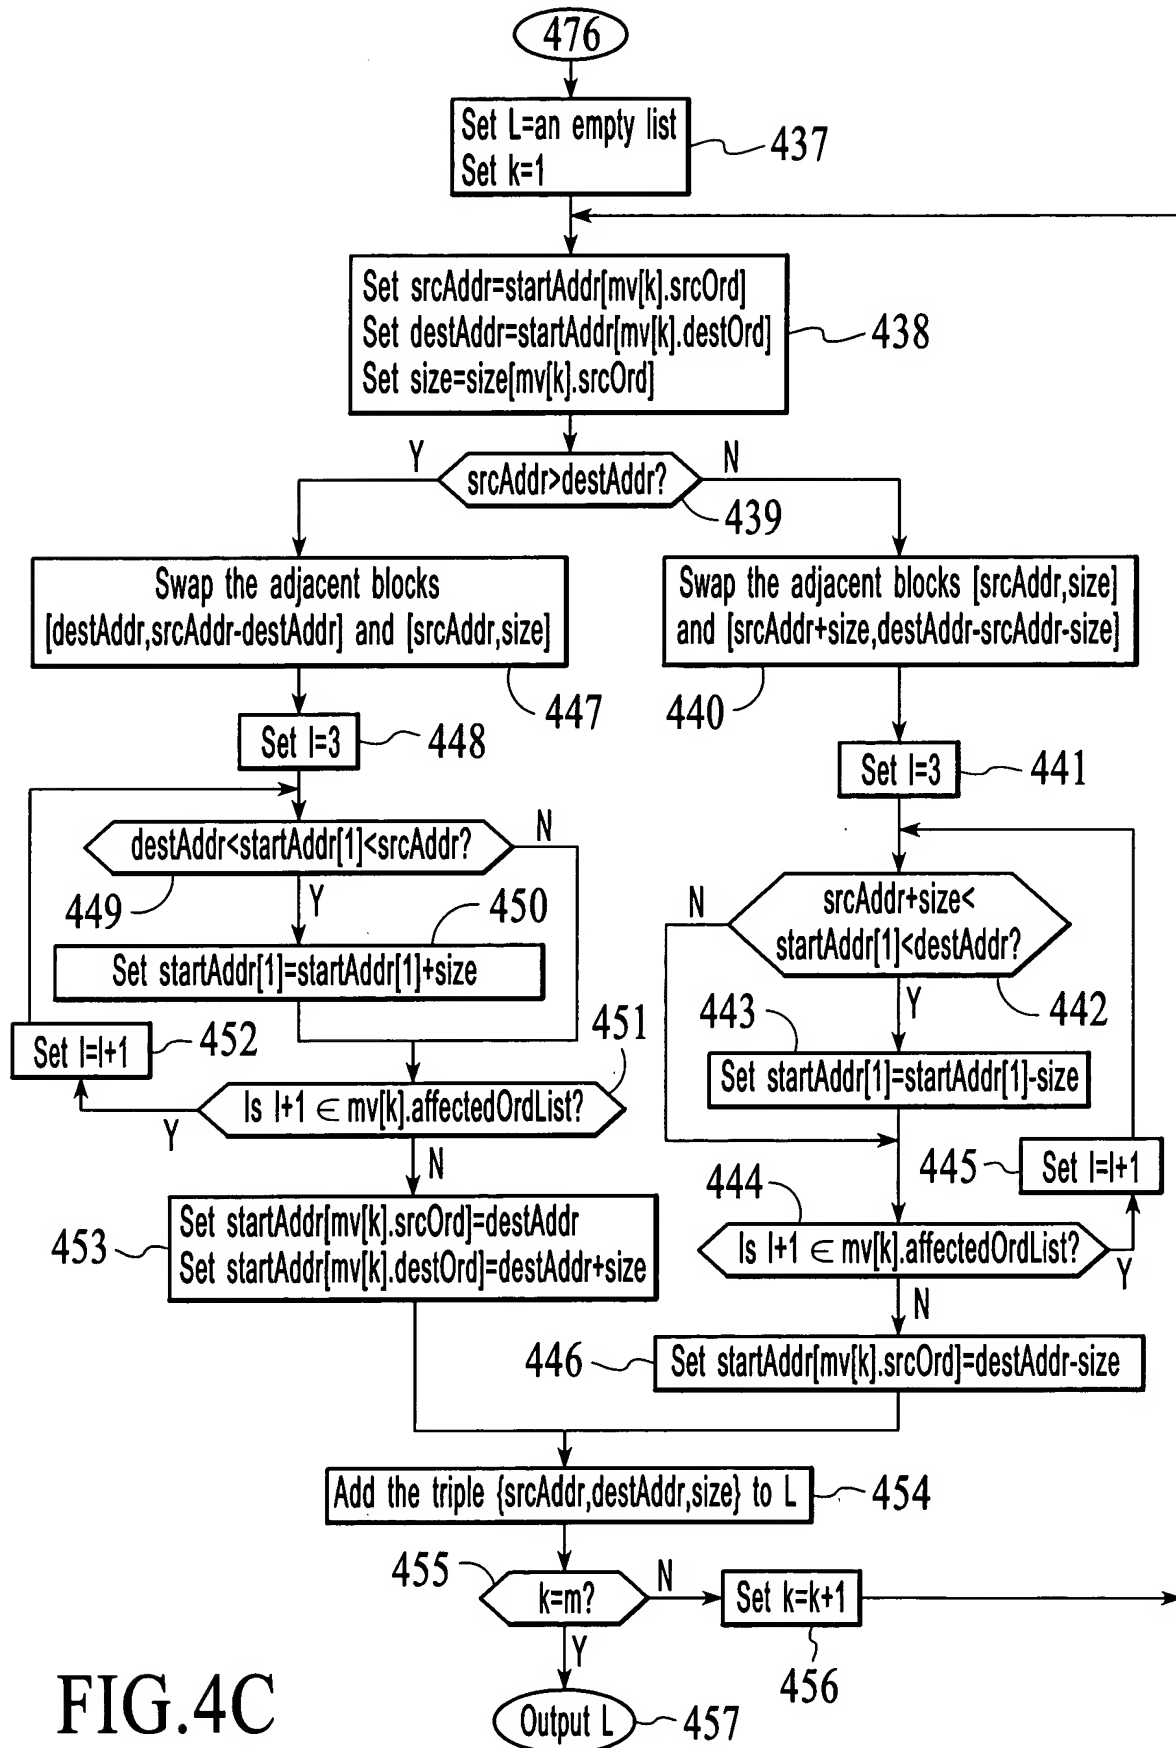 476
Set L=an empty list
Set k=1
437
Set srcAddr=startAddr[mv[k].srcOrd]
Set destAddr=startAddr[mv[k].destOrd]
Set size=size[mv[k].srcOrd]
438
Y
srcAddr>destAddr?
N
439
Swap the adjacent blocks
[destAddr,srcAddr-destAddr] and [srcAddr,size]
447
Swap the adjacent blocks [srcAddr,size]
and [srcAddr+size,destAddr-srcAddr-size]
440
Set l=3
448
Set l=3
441
destAddr<startAddr[1]<srcAddr?
N
449
Y
450
Set startAddr[1]=startAddr[1]+size
N
srcAddr+size<
startAddr[1]<destAddr?
442
Y
443
Set startAddr[1]=startAddr[1]-size
Set l=l+1
452
451
Is l+1 ∈ mv[k].affectedOrdList?
Y
N
445
Set l=l+1
444
Is l+1 ∈ mv[k].affectedOrdList?
Y
N
453
Set startAddr[mv[k].srcOrd]=destAddr
Set startAddr[mv[k].destOrd]=destAddr+size
446
Set startAddr[mv[k].srcOrd]=destAddr-size
Add the triple {srcAddr,destAddr,size} to L
454
455
k=m?
N
Set k=k+1
456
Y
Output L
457
FIG.4C